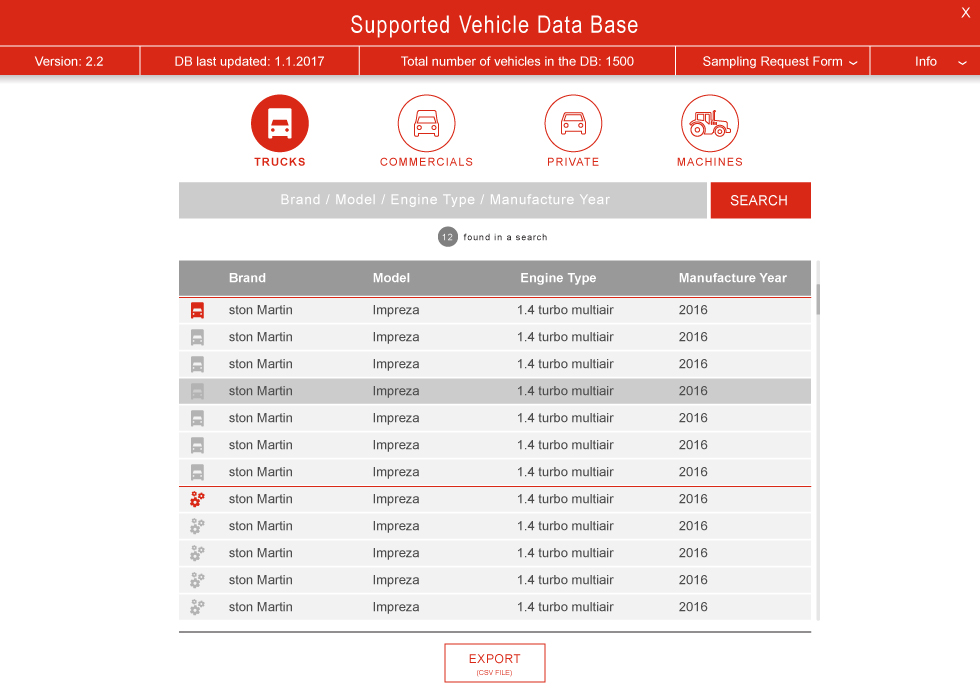 Supported Vehicle Data Base
X
Version: 2.2
DB last updated: 1.1.2017
Total number of vehicles in the DB: 1500
Sampling Request Form
Info
TRUCKS
COMMERCIALS
PRIVATE
MACHINES
Brand / Model / Engine Type / Manufacture Year
SEARCH
12 found in a search
Brand Model Engine Type Manufacture Year
ston Martin Impreza 1.4 turbo multiair 2016
ston Martin Impreza 1.4 turbo multiair 2016
ston Martin Impreza 1.4 turbo multiair 2016
ston Martin Impreza 1.4 turbo multiair 2016
ston Martin Impreza 1.4 turbo multiair 2016
ston Martin Impreza 1.4 turbo multiair 2016
ston Martin Impreza 1.4 turbo multiair 2016
ston Martin Impreza 1.4 turbo multiair 2016
ston Martin Impreza 1.4 turbo multiair 2016
ston Martin Impreza 1.4 turbo multiair 2016
ston Martin Impreza 1.4 turbo multiair 2016
ston Martin Impreza 1.4 turbo multiair 2016
EXPORT
(CSV FILE)